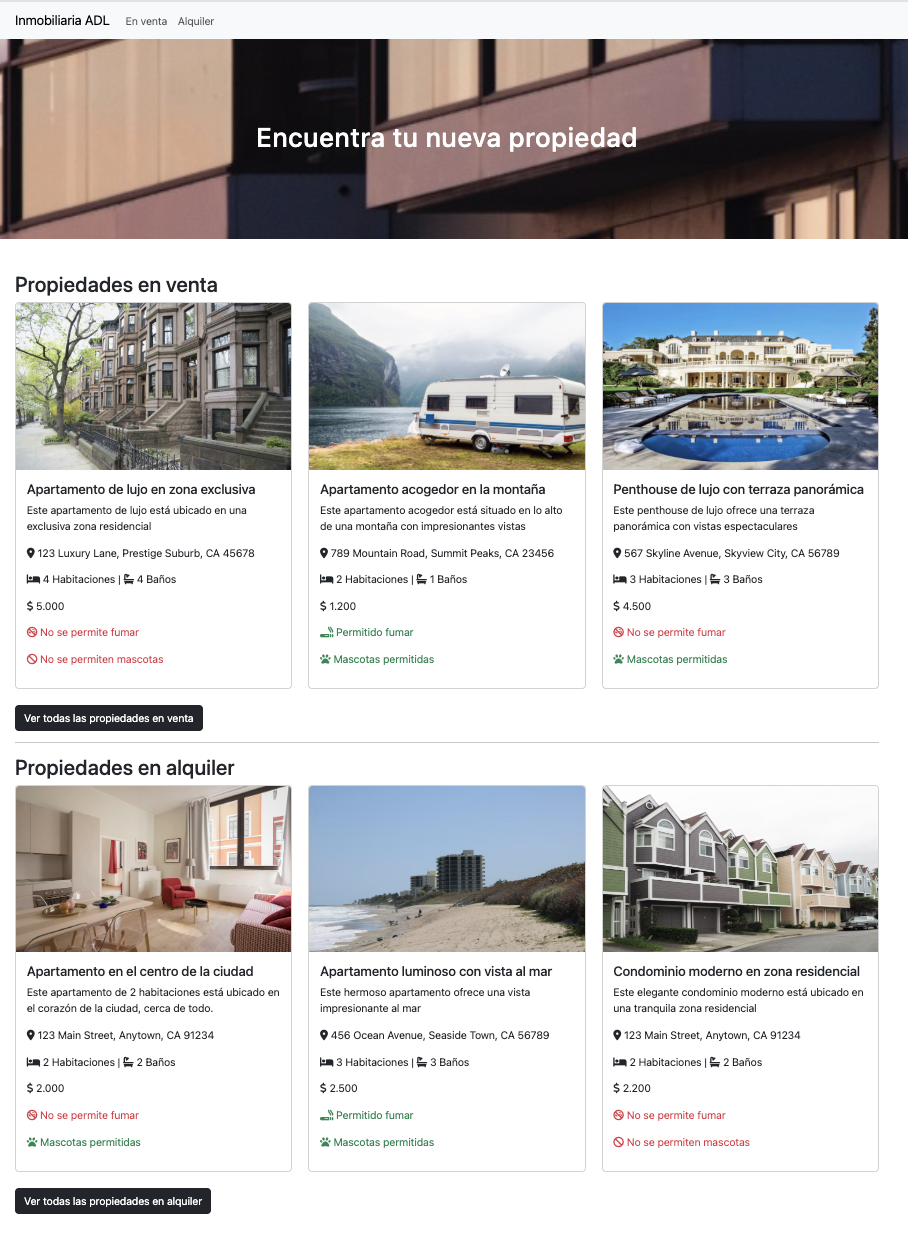 Inmobiliaria ADL En venta Alquiler
Encuentra tu nueva propiedad
Propiedades en venta
Apartamento de lujo en zona exclusiva
Este apartamento de lujo está ubicado en una
exclusiva zona residencial
123 Luxury Lane, Prestige Suburb, CA 45678
4 Habitaciones | 4 Baños
$ 5.000
No se permite fumar
No se permiten mascotas
Apartamento acogedor en la montaña
Este apartamento acogedor está situado en lo alto
de una montaña con impresionantes vistas
789 Mountain Road, Summit Peaks, CA 23456
2 Habitaciones | 1 Baños
$ 1.200
Permitido fumar
Mascotas permitidas
Penthouse de lujo con terraza panorámica
Este penthouse de lujo ofrece una terraza
panorámica con vistas espectaculares
567 Skyline Avenue, Skyview City, CA 56789
3 Habitaciones | 3 Baños
$ 4.500
No se permite fumar
Mascotas permitidas
Ver todas las propiedades en venta
Propiedades en alquiler
Apartamento en el centro de la ciudad
Este apartamento de 2 habitaciones está ubicado en
el corazón de la ciudad, cerca de todo.
123 Main Street, Anytown, CA 91234
2 Habitaciones | 2 Baños
$ 2.000
No se permite fumar
Mascotas permitidas
Apartamento luminoso con vista al mar
Este hermoso apartamento ofrece una vista
impresionante al mar
456 Ocean Avenue, Seaside Town, CA 56789
3 Habitaciones | 3 Baños
$ 2.500
Permitido fumar
Mascotas permitidas
Condominio moderno en zona residencial
Este elegante condominio moderno está ubicado en
una tranquila zona residencial
123 Main Street, Anytown, CA 91234
2 Habitaciones | 2 Baños
$ 2.200
No se permite fumar
No se permiten mascotas
Ver todas las propiedades en alquiler